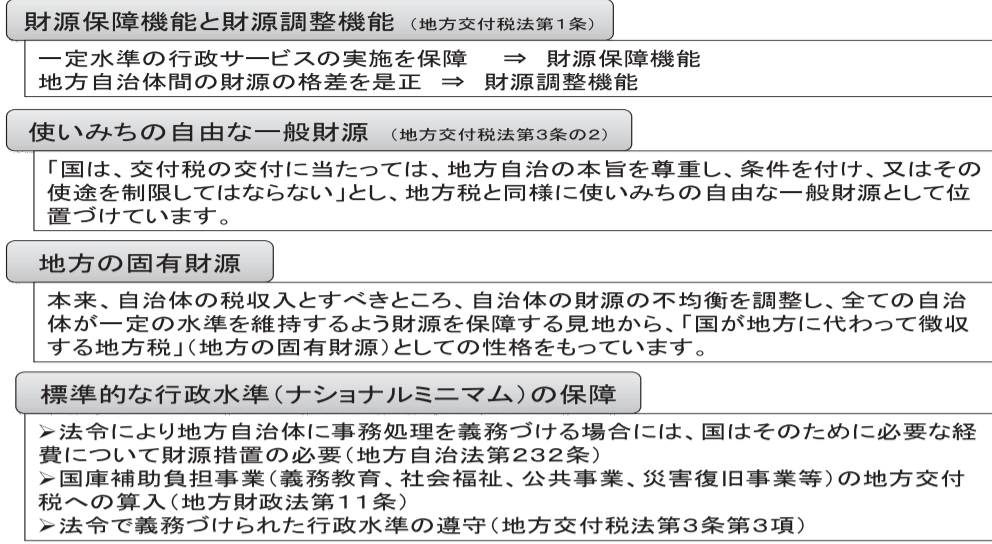 財源保障機能と財源調整機能 （地方交付税法第1条）
一定水準の行政サービスの実施を保障 ⇒ 財源保障機能
地方自治体間の財源の格差を是正 ⇒ 財源調整機能
使いみちの自由な一般財源 （地方交付税法第3条の2）
「国は、交付税の交付に当たっては、地方自治の本旨を尊重し、条件を付け、又はその
使途を制限してはならない」とし、地方税と同様に使いみちの自由な一般財源として位
置づけています。
地方の固有財源
本来、自治体の税収入とすべきところ、自治体の財源の不均衡を調整し、全ての自治
体が一定の水準を維持するよう財源を保障する見地から、「国が地方に代わって徴収
する地方税」（地方の固有財源）としての性格をもっています。
標準的な行政水準（ナショナルミニマム）の保障
➢法令により地方自治体に事務処理を義務づける場合には、国はそのために必要な経
費について財源措置の必要（地方自治法第232条）
➢国庫補助負担事業（義務教育、社会福祉、公共事業、災害復旧事業等）の地方交付
税への算入（地方財政法第11条）
➢法令で義務づけられた行政水準の遵守（地方交付税法第3条第3項）